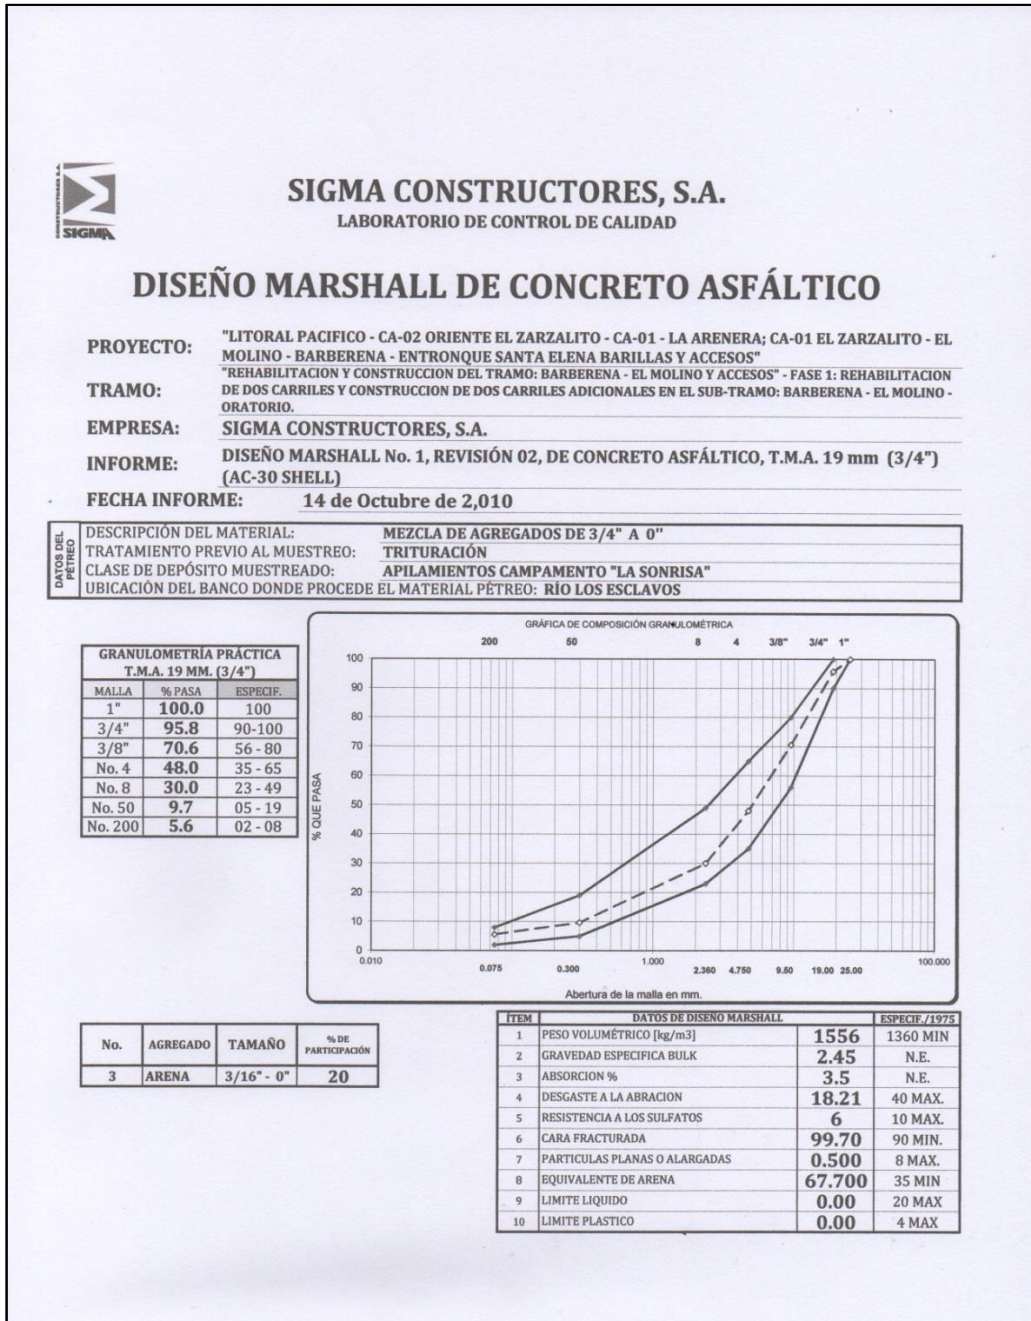 CONSTRUCTORES S.A.
SIGMA
SIGMA CONSTRUCTORES, S.A.
LABORATORIO DE CONTROL DE CALIDAD
DISEÑO MARSHALL DE CONCRETO ASFÁLTICO
PROYECTO: "LITORAL PACIFICO - CA-02 ORIENTE EL ZARZALITO - CA-01 - LA ARENERA; CA-01 EL ZARZALITO - EL
MOLINO - BARBERENA - ENTRONQUE SANTA ELENA BARILLAS Y ACCESOS"
TRAMO: "REHABILITACION Y CONSTRUCCION DEL TRAMO: BARBERENA - EL MOLINO Y ACCESOS" - FASE 1: REHABILITACION
DE DOS CARRILES Y CONSTRUCCION DE DOS CARRILES ADICIONALES EN EL SUB-TRAMO: BARBERENA - EL MOLINO -
ORATORIO.
EMPRESA: SIGMA CONSTRUCTORES, S.A.
INFORME: DISEÑO MARSHALL No. 1, REVISIÓN 02, DE CONCRETO ASFÁLTICO, T.M.A. 19 mm (3/4")
(AC-30 SHELL)
FECHA INFORME: 14 de Octubre de 2,010
DATOS DEL
PÉTREO
DESCRIPCIÓN DEL MATERIAL: MEZCLA DE AGREGADOS DE 3/4" A 0"
TRATAMIENTO PREVIO AL MUESTREO: TRITURACIÓN
CLASE DE DEPÓSITO MUESTREADO: APILAMIENTOS CAMPAMENTO "LA SONRISA"
UBICACIÓN DEL BANCO DONDE PROCEDE EL MATERIAL PÉTREO: RÍO LOS ESCLAVOS
GRANULOMETRÍA PRÁCTICA
T.M.A. 19 MM. (3/4")
MALLA % PASA ESPECIF.
1" 100.0 100
3/4" 95.8 90-100
3/8" 70.6 56 - 80
No. 4 48.0 35 - 65
No. 8 30.0 23 - 49
No. 50 9.7 05 - 19
No. 200 5.6 02 - 08
GRÁFICA DE COMPOSICIÓN GRANULOMÉTRICA
200 50 8 4 3/8" 3/4" 1"
100
90
80
70
60
50
40
30
20
10
0
% QUE PASA
0.010 1.000 100.000
0.075 0.300 2.360 4.750 9.50 19.00 25.00
Abertura de la malla en mm.
No. AGREGADO TAMAÑO % DE PARTICIPACIÓN
3 ARENA 3/16" - 0" 20
ÍTEM DATOS DE DISEÑO MARSHALL ESPECIF./1975
1 PESO VOLUMÉTRICO [kg/m3] 1556 1360 MIN
2 GRAVEDAD ESPECIFICA BULK 2.45 N.E.
3 ABSORCION % 3.5 N.E.
4 DESGASTE A LA ABRACION 18.21 40 MAX.
5 RESISTENCIA A LOS SULFATOS 6 10 MAX.
6 CARA FRACTURADA 99.70 90 MIN.
7 PARTICULAS PLANAS O ALARGADAS 0.500 8 MAX.
8 EQUIVALENTE DE ARENA 67.700 35 MIN
9 LIMITE LIQUIDO 0.00 20 MAX
10 LIMITE PLASTICO 0.00 4 MAX